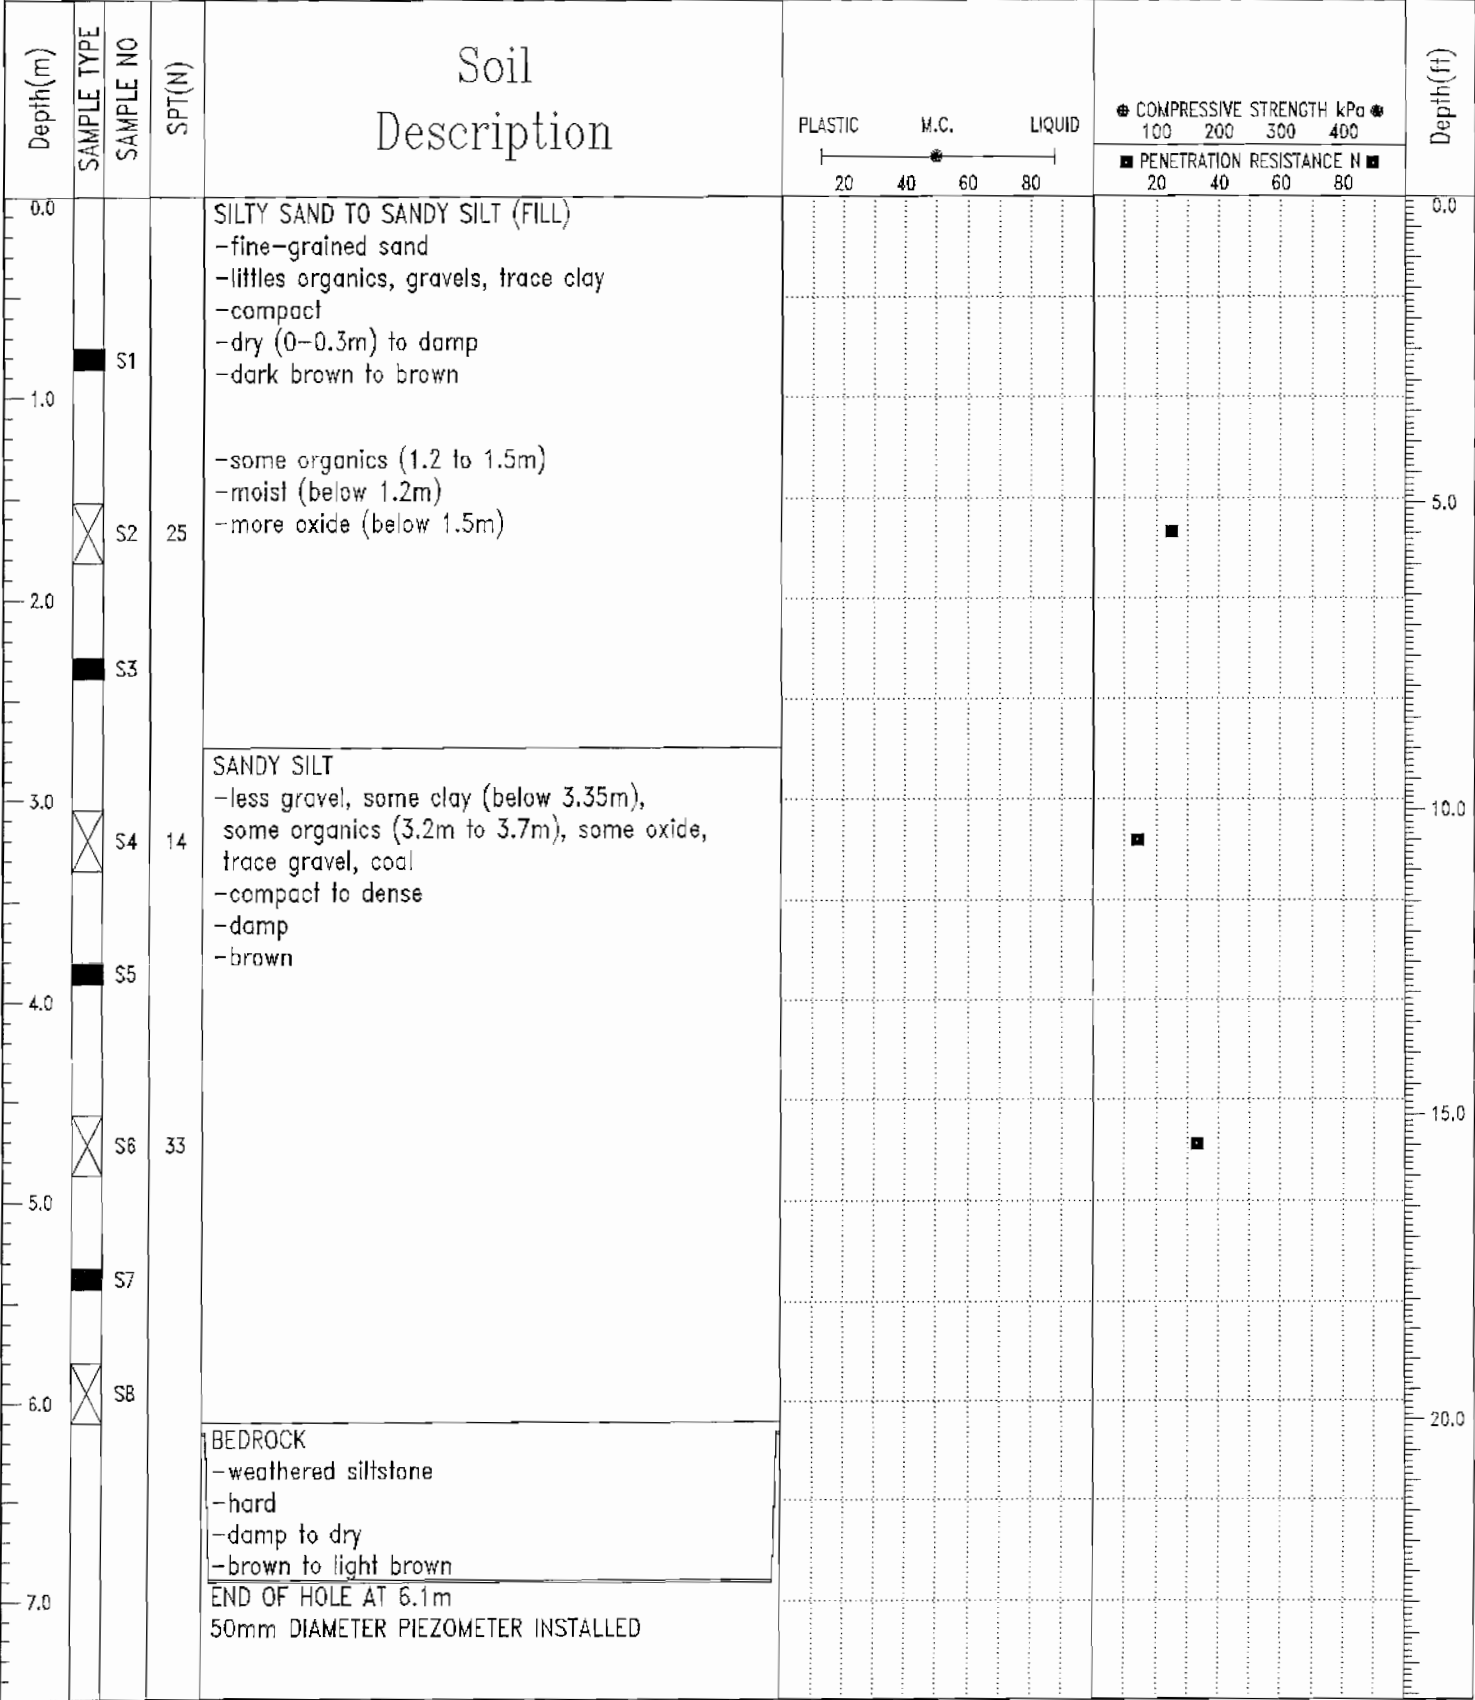 Depth(m)
SAMPLE TYPE
SAMPLE NO
SPT(N)
Soil
Description
PLASTIC M.C. LIQUID
20 40 60 80
COMPRESSIVE STRENGTH kPa
100 200 300 400
PENETRATION RESISTANCE N
20 40 60 80
Depth(ft)
0.0
SILTY SAND TO SANDY SILT (FILL)
0.0
-fine-grained sand
-littles organics, gravels, trace clay
-compact
-dry (0-0.3m) to damp
S1
-dark brown to brown
1.0
-some organics (1.2 to 1.5m)
-moist (below 1.2m)
5.0
-more oxide (below 1.5m)
S2 25
2.0
S3
SANDY SILT
-less gravel, some clay (below 3.35m),
3.0
10.0
some organics (3.2m to 3.7m), some oxide,
S4 14
trace gravel, coal
-compact to dense
-damp
-brown
S5
4.0
15.0
S6 33
5.0
S7
S8
6.0
20.0
BEDROCK
-weathered siltstone
-hard
-damp to dry
-brown to light brown
END OF HOLE AT 6.1m
7.0
50mm DIAMETER PIEZOMETER INSTALLED